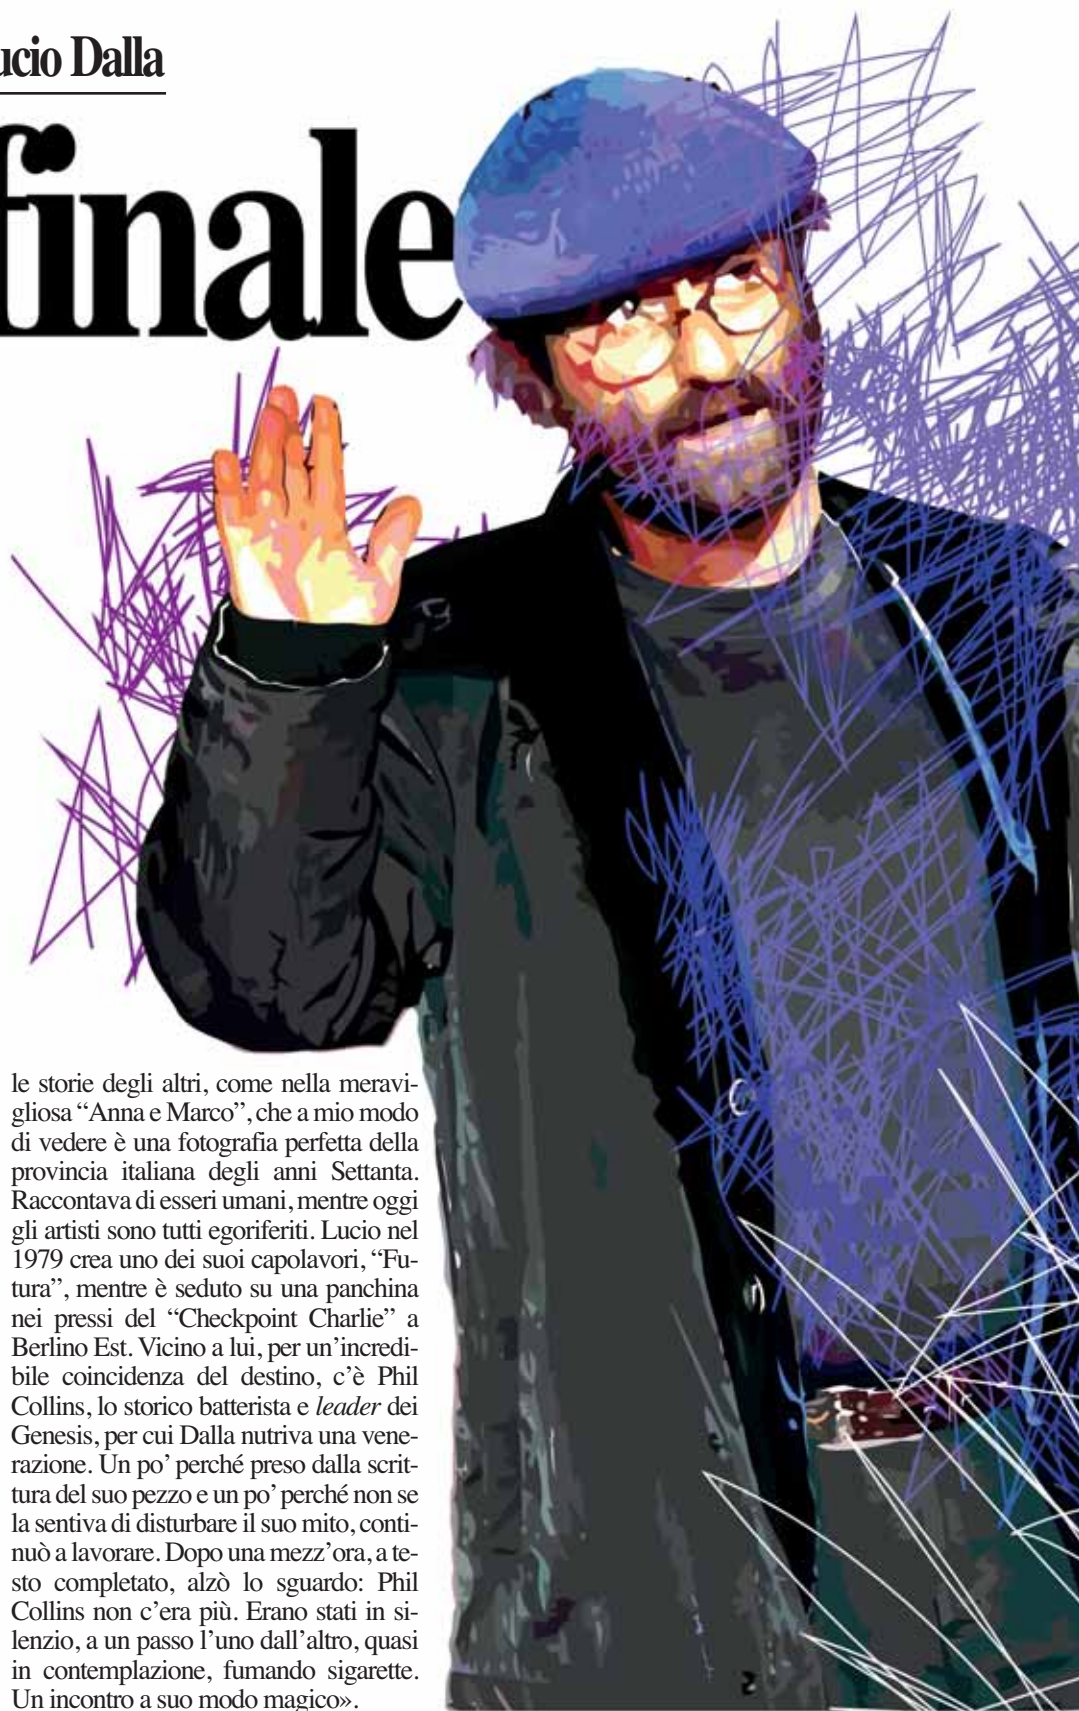 ucio Dalla
finale
le storie degli altri, come nella meravi-
gliosa “Anna e Marco”, che a mio modo
di vedere è una fotografia perfetta della
provincia italiana degli anni Settanta.
Raccontava di esseri umani, mentre oggi
gli artisti sono tutti egoriferiti. Lucio nel
1979 crea uno dei suoi capolavori, “Fu-
tura”, mentre è seduto su una panchina
nei pressi del “Checkpoint Charlie” a
Berlino Est. Vicino a lui, per un’incredi-
bile coincidenza del destino, c’è Phil
Collins, lo storico batterista e leader dei
Genesis, per cui Dalla nutriva una vene-
razione. Un po’ perché preso dalla scrit-
tura del suo pezzo e un po’ perché non se
la sentiva di disturbare il suo mito, conti-
nuò a lavorare. Dopo una mezz’ora, a te-
sto completato, alzò lo sguardo: Phil
Collins non c’era più. Erano stati in si-
lenzio, a un passo l’uno dall’altro, quasi
in contemplazione, fumando sigarette.
Un incontro a suo modo magico».